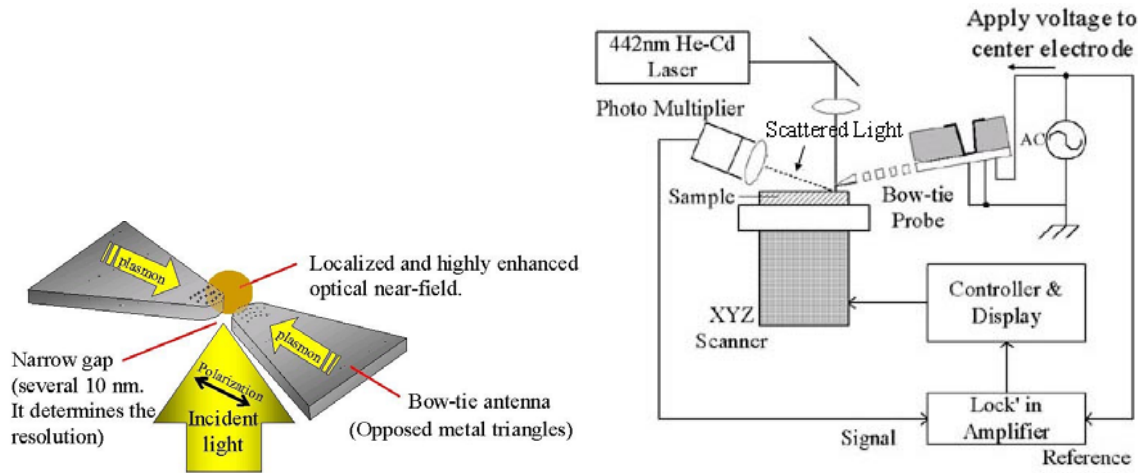 plasmon
Localized and highly enhanced
optical near-field.
plasmon
Narrow gap
(several 10 nm.
It determines the
resolution)
Polarization
Incident
light
Bow-tie antenna
(Opposed metal triangles)
Apply voltage to
center electrode
442nm He-Cd
Laser
Photo Multiplier
Scattered Light
AC
Sample
Bow-tie
Probe
XYZ
Scanner
Controller &
Display
Lock' in
Amplifier
Signal
Reference